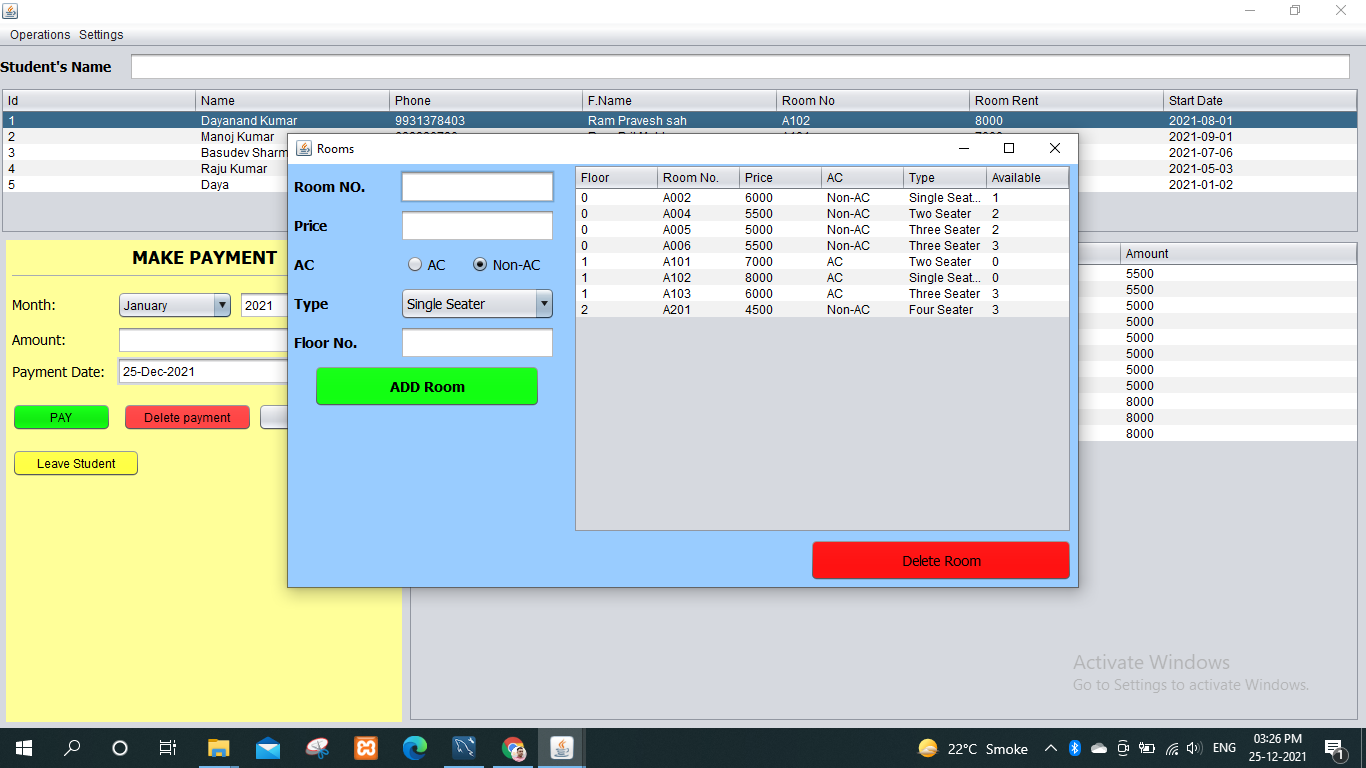 Operations Settings
Student's Name
Id Name Phone F.Name Room No Room Rent Start Date
1 Dayanand Kumar 9931378403 Ram Pravesh sah A102 8000 2021-08-01
2 Manoj Kumar 2021-09-01
3 Basudev Sharm 2021-07-06
4 Raju Kumar 2021-05-03
5 Daya 2021-01-02
MAKE PAYMENT
Month: January 2021
Amount:
Payment Date: 25-Dec-2021
PAY Delete payment
Leave Student
Rooms
Room NO.
Price
AC AC Non-AC
Type Single Seater
Floor No.
ADD Room
Floor Room No. Price AC Type Available
0 A002 6000 Non-AC Single Seat... 1
0 A004 5500 Non-AC Two Seater 2
0 A005 5000 Non-AC Three Seater 2
0 A006 5500 Non-AC Three Seater 3
1 A101 7000 AC Two Seater 0
1 A102 8000 AC Single Seat... 0
1 A103 6000 AC Three Seater 3
2 A201 4500 Non-AC Four Seater 3
Delete Room
Amount
5500
5500
5000
5000
5000
5000
5000
5000
8000
8000
8000
Activate Windows
Go to Settings to activate Windows.
22°C Smoke ENG 03:26 PM
25-12-2021
1